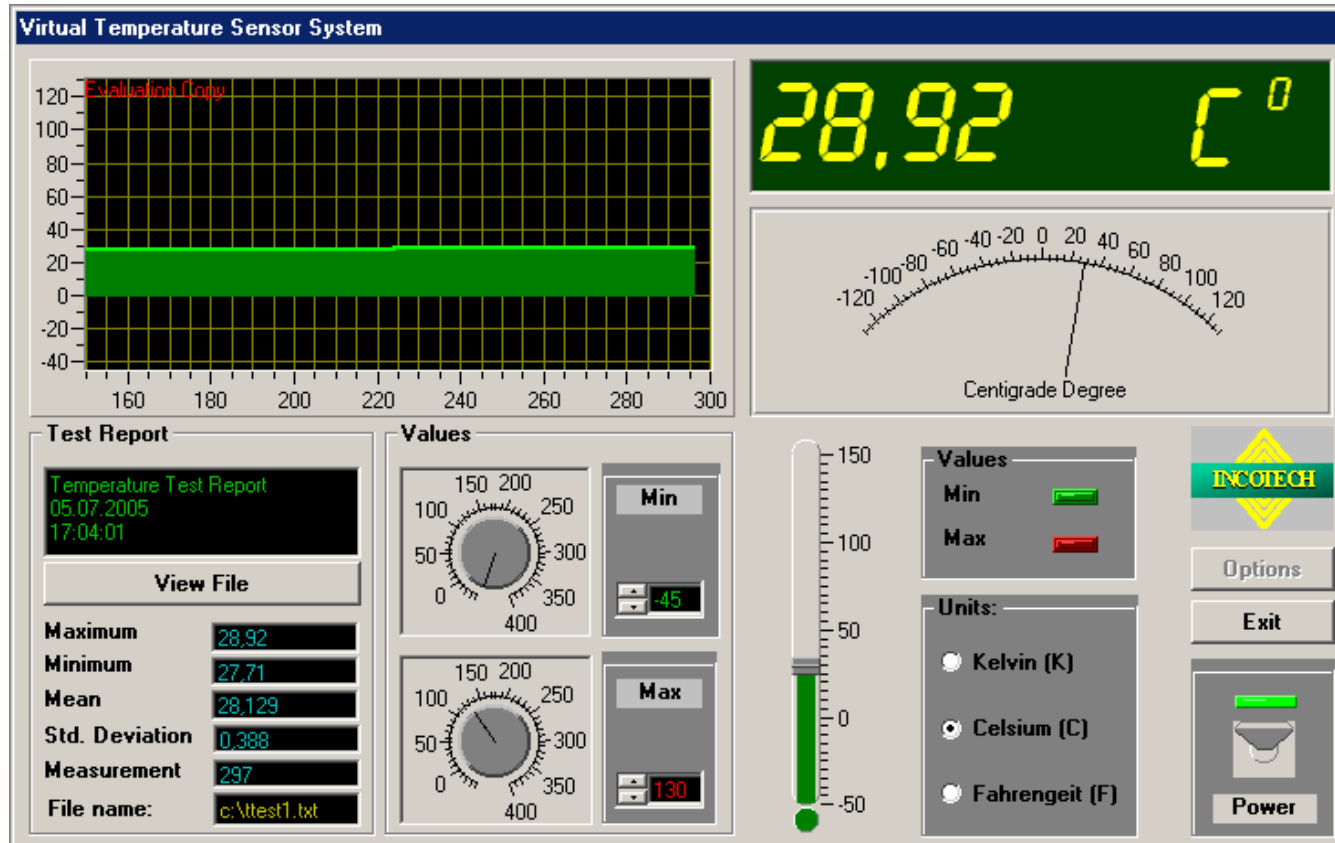 Virtual Temperature Sensor System
Evaluation Copy
120
100
80
60
40
20
0
-20
-40
160 180 200 220 240 260 280 300
28,92 C0
-120 -100 -80 -60 -40 -20 0 20 40 60 80 100 120
Centigrade Degree
Test Report
Temperature Test Report
05.07.2005
17:04:01
View File
Maximum 28,92
Minimum 27,71
Mean 28,129
Std. Deviation 0,388
Measurement 297
File name: c:\ttest1.txt
Values
0 50 100 150 200 250 300 350 400
Min
-45
0 50 100 150 200 250 300 350 400
Max
130
150
100
50
0
-50
Values
Min
Max
Units:
Kelvin (K)
Celsium (C)
Fahrengeit (F)
INCOTECH
Options
Exit
Power